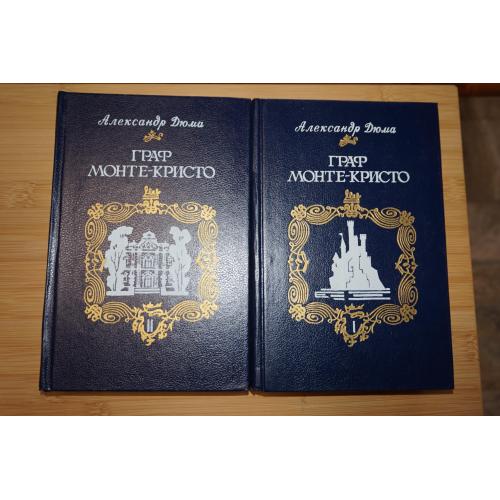 Александр Дюма
ГРАФ
МОНТЕ-КРИСТО
II
Александр Дюма
ГРАФ
МОНТЕ-КРИСТО
I